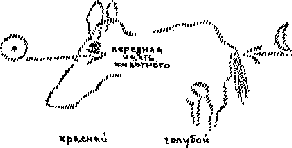 передняя
часть
животного
красный голубой